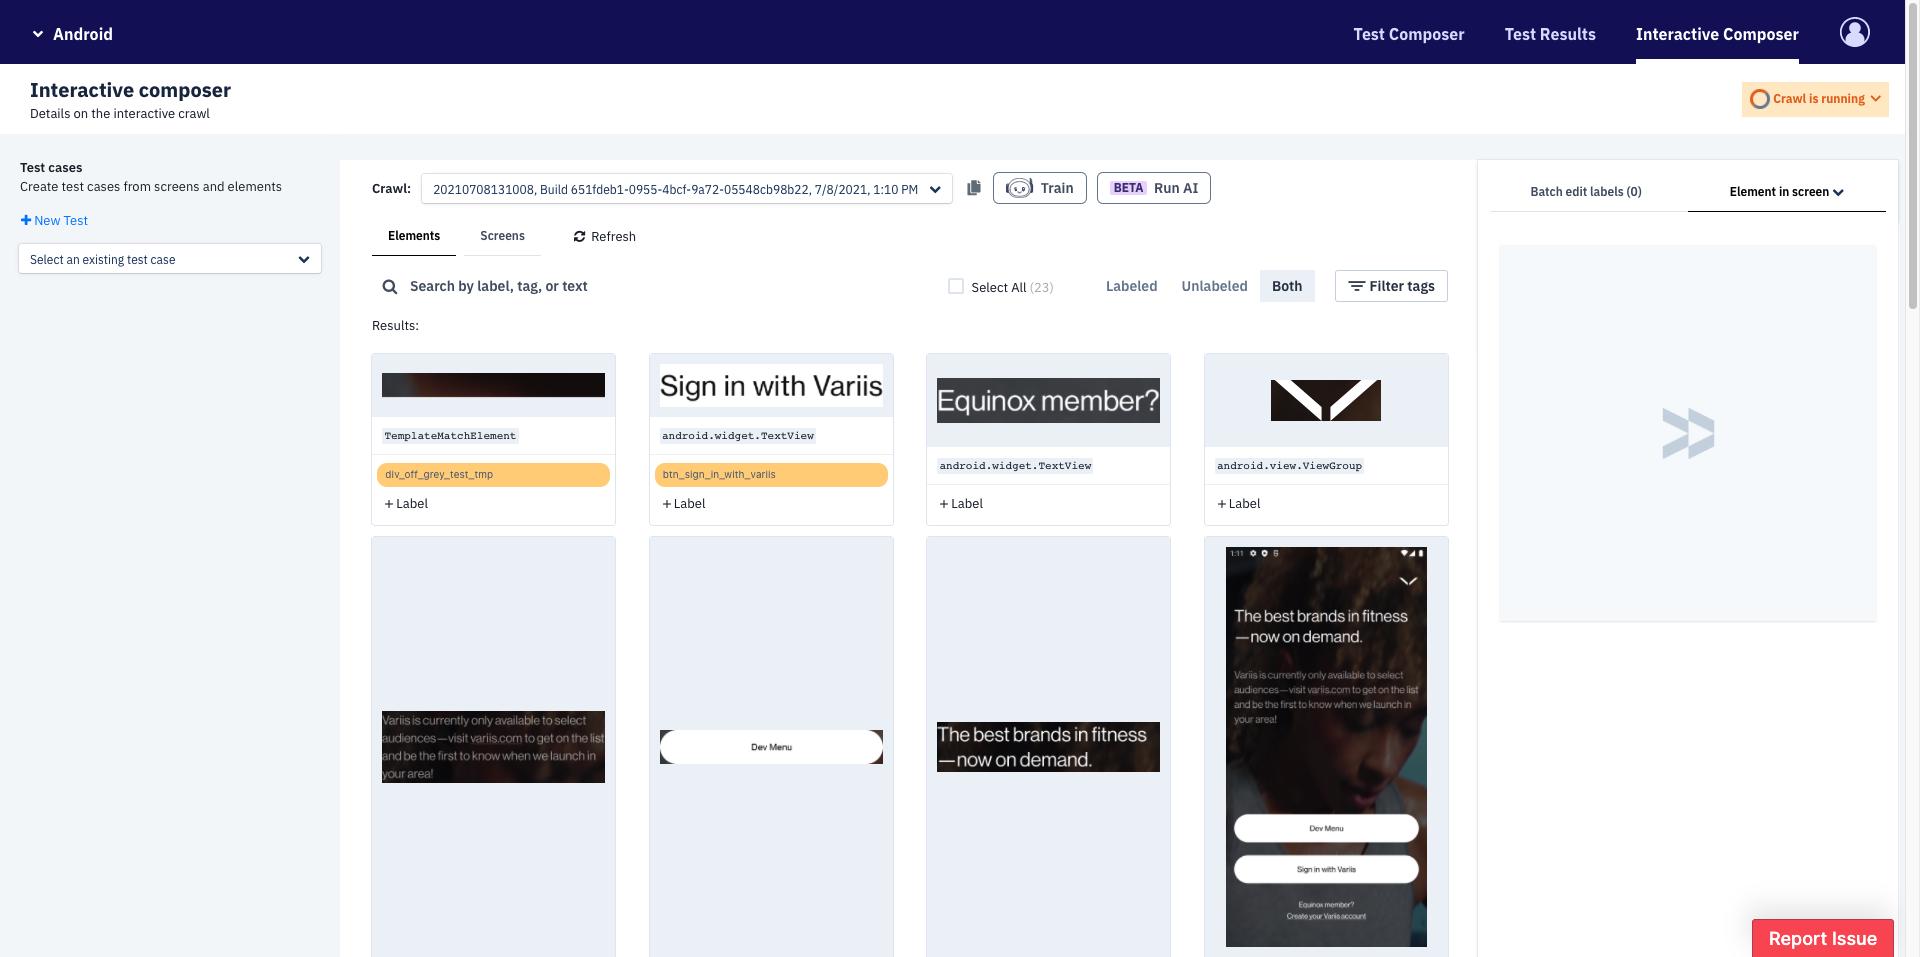 Android
Test Composer
Test Results
Interactive Composer
Interactive composer
Details on the interactive crawl
Crawl is running
Test cases
Create test cases from screens and elements
New Test
Select an existing test case
Crawl:
20210708131008, Build 651fdeb1-0955-4bcf-9a72-05548cb98b22, 7/8/2021, 1:10 PM
Train
BETA Run AI
Elements
Screens
Refresh
Search by label, tag, or text
Select All (23)
Labeled
Unlabeled
Both
Filter tags
Results:
TemplateMatchElement
div_off_grey_test_tmp
+ Label
Sign in with Variis
android.widget.TextView
btn_sign_in_with_variis
+ Label
Equinox member?
android.widget.TextView
+ Label
android.view.ViewGroup
+ Label
Variis is currently only available to select
audiences—visit variis.com to get on the list
and be the first to know when we launch in
your area!
Dev Menu
The best brands in fitness
—now on demand.
1:11
The best brands in fitness
—now on demand.
Variis is currently only available to select
audiences—visit variis.com to get on the list
and be the first to know when we launch in
your area!
Dev Menu
Sign in with Variis
Equinox member?
Create your Variis account
Batch edit labels (0)
Element in screen
Report Issue